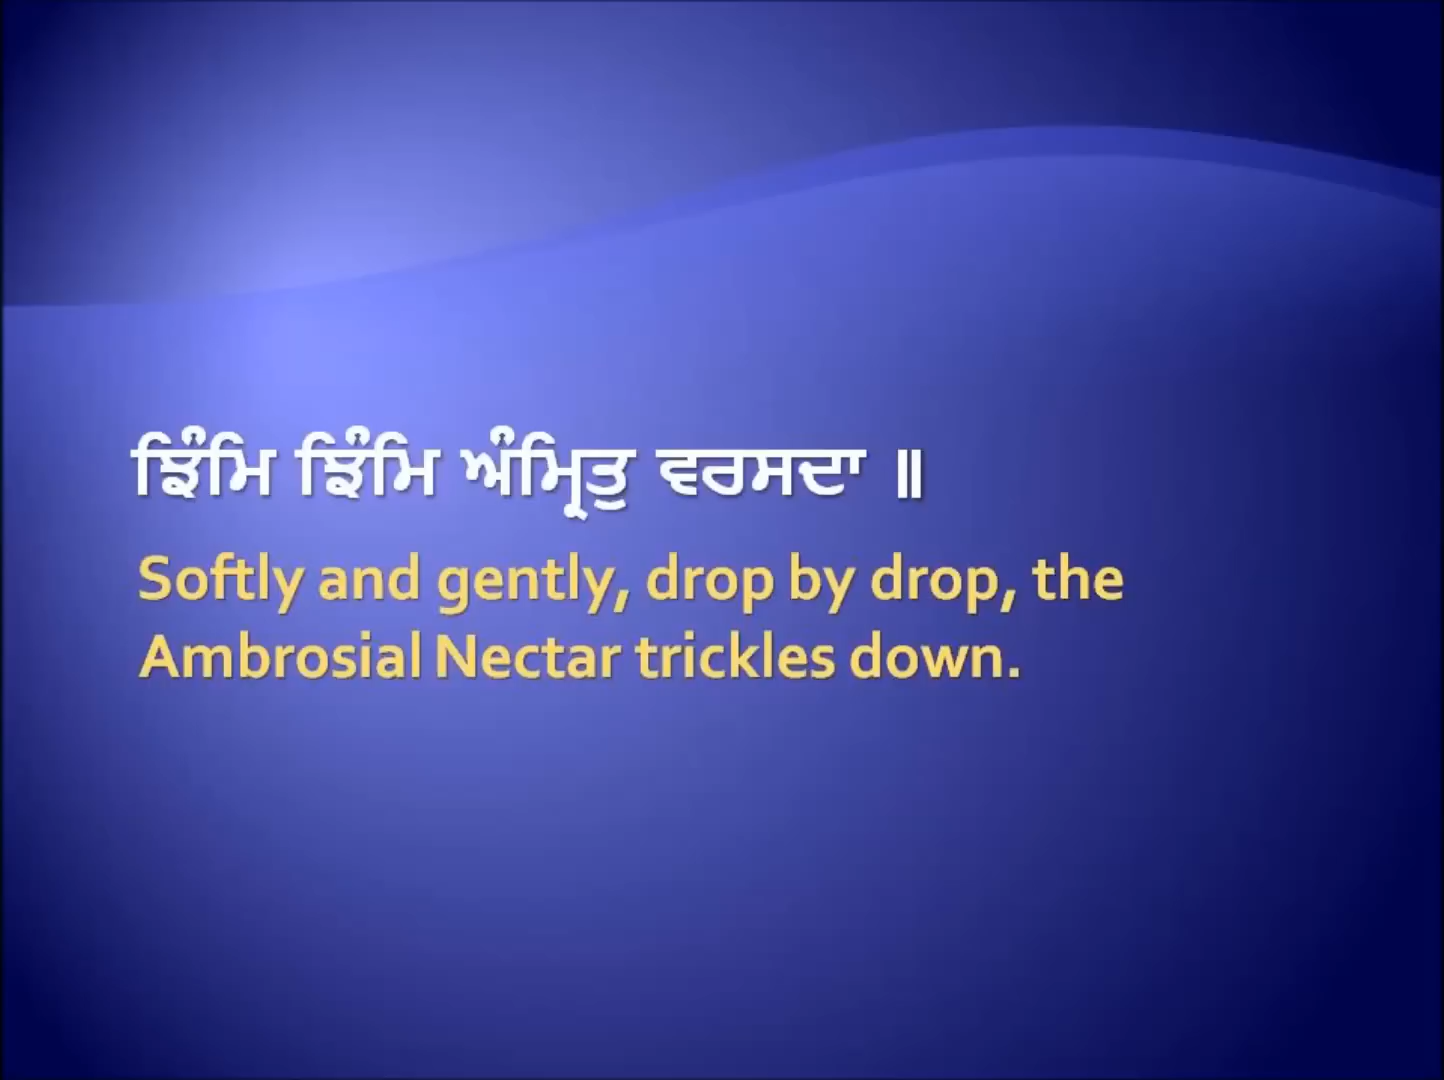 ਝਿੰਮਿ ਝਿੰਮਿ ਅੰਮ੍ਰਿਤੁ ਵਰਸਦਾ ॥
Softly and gently, drop by drop, the
Ambrosial Nectar trickles down.